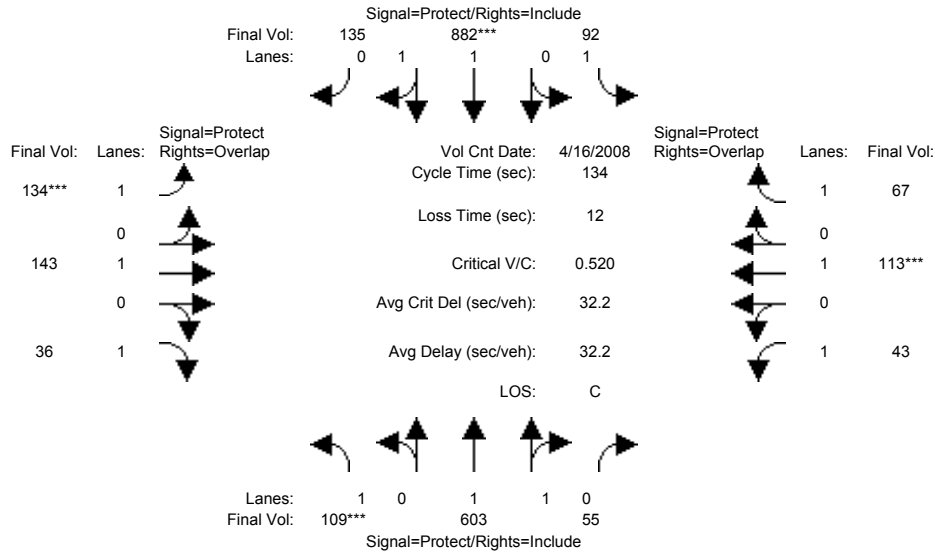 Signal=Protect/Rights=Include
Final Vol: 135 882*** 92
Lanes: 0 1 1 0 1
Signal=Protect Signal=Protect
Final Vol: Lanes: Rights=Overlap Vol Cnt Date: 4/16/2008 Rights=Overlap Lanes: Final Vol:
Cycle Time (sec): 134
134*** 1 1 67
Loss Time (sec): 12
0 0
143 1 Critical V/C: 0.520 1 113***
0 Avg Crit Del (sec/veh): 32.2 0
36 1 Avg Delay (sec/veh): 32.2 1 43
LOS: C
Lanes: 1 0 1 1 0
Final Vol: 109*** 603 55
Signal=Protect/Rights=Include